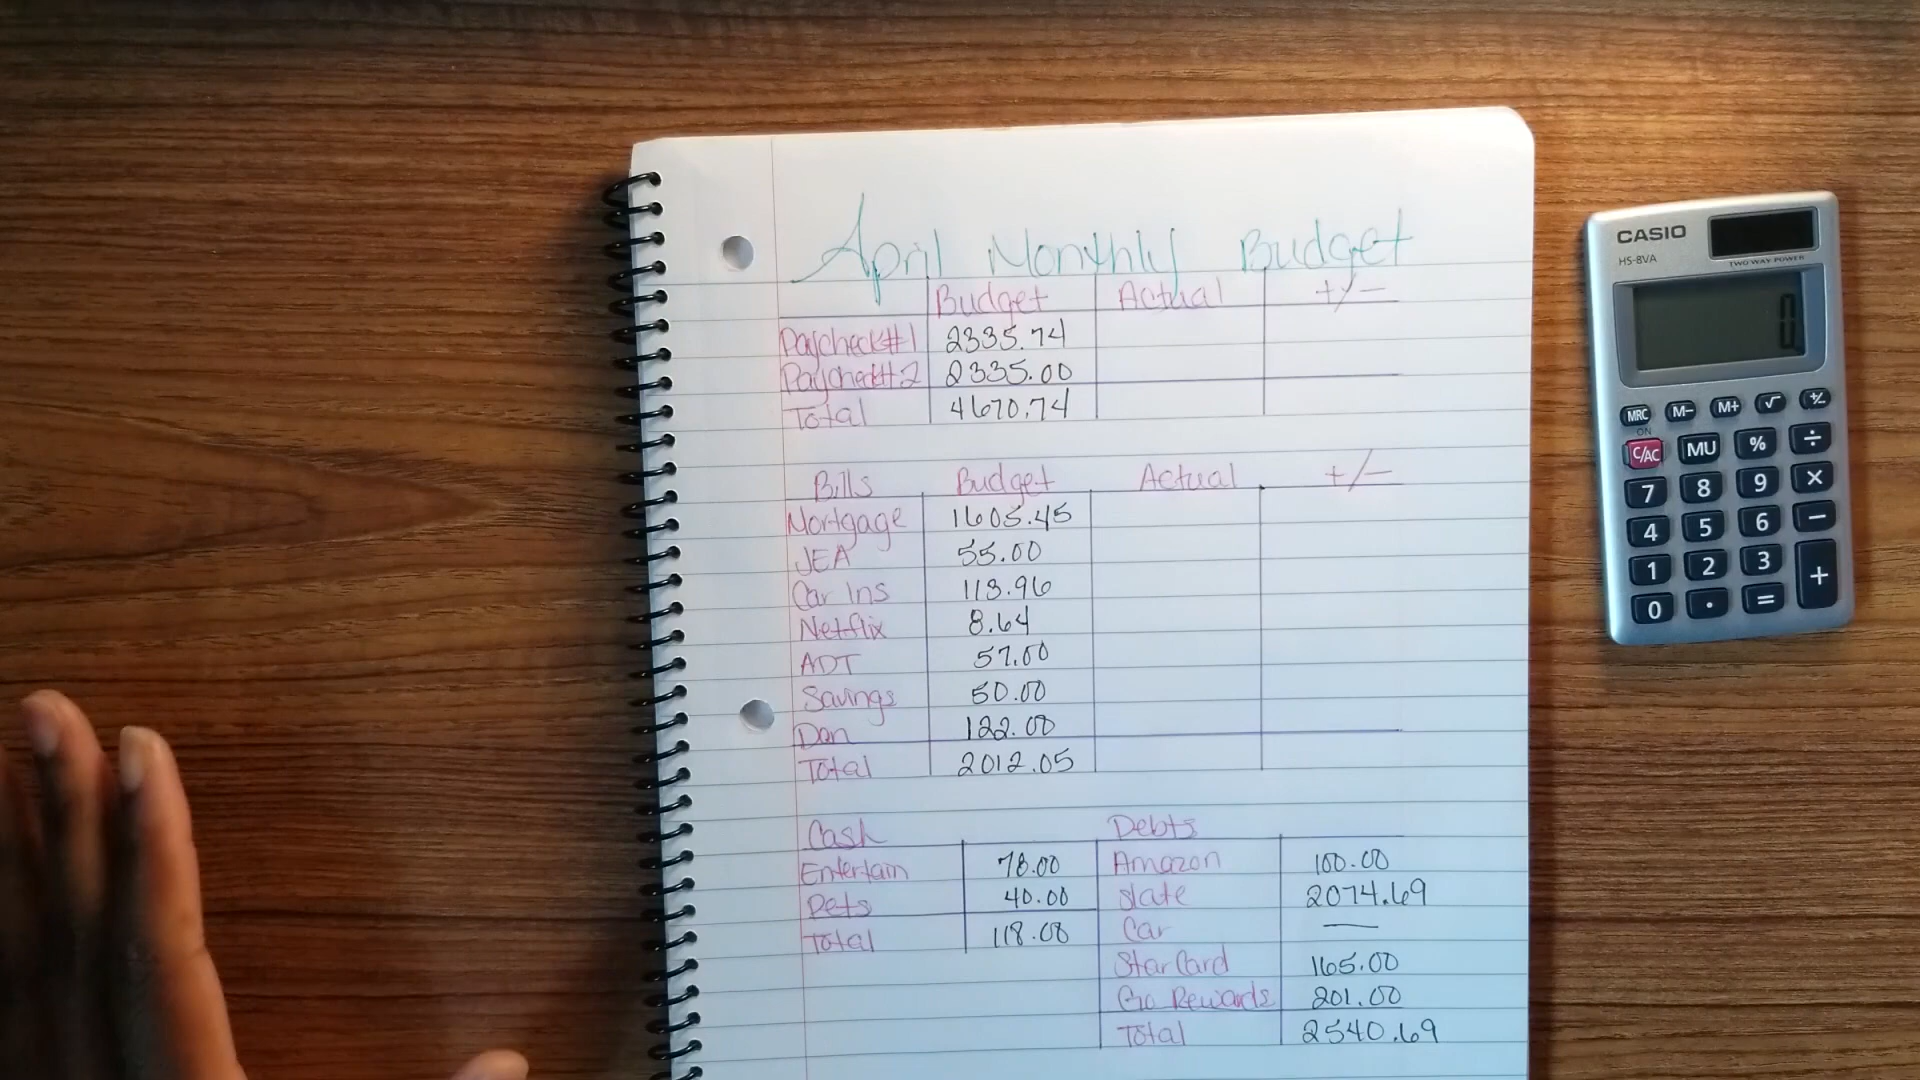 April Monthly Budget
Budget Actual +/-
Paycheck#1 2335.74
Paycheck#2 2335.00
Total 4670.74
Bills Budget Actual +/-
Mortgage 1605.45
JEA 55.00
Car Ins 113.96
Netflix 8.64
ADT 57.00
Savings 50.00
Dan 122.00
Total 2012.05
Cash
Entertain 78.00
Pets 40.00
Total 118.00
Debts
Amazon 100.00
Slate 2074.69
Car —
Star Card 165.00
Go Rewards 201.00
Total 2540.69
CASIO
HS-8VA
TWO WAY POWER
0
MRC M- M+ √ +/-
ON
C/AC MU % ÷
7 8 9 ×
4 5 6 −
1 2 3 +
0 . =